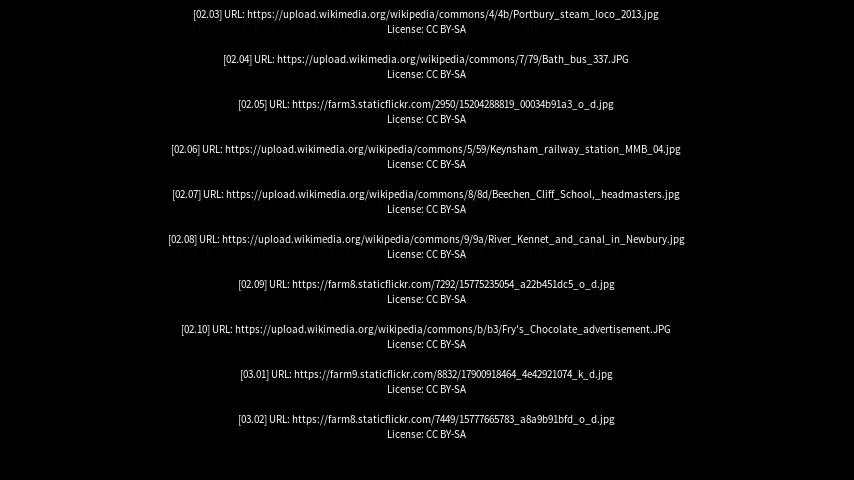 [02.03] URL: https://upload.wikimedia.org/wikipedia/commons/4/4b/Portbury_steam_loco_2013.jpg
License: CC BY-SA
[02.04] URL: https://upload.wikimedia.org/wikipedia/commons/7/79/Bath_bus_337.JPG
License: CC BY-SA
[02.05] URL: https://farm3.staticflickr.com/2950/15204288819_00034b91a3_o_d.jpg
License: CC BY-SA
[02.06] URL: https://upload.wikimedia.org/wikipedia/commons/5/59/Keynsham_railway_station_MMB_04.jpg
License: CC BY-SA
[02.07] URL: https://upload.wikimedia.org/wikipedia/commons/8/8d/Beechen_Cliff_School,_headmasters.jpg
License: CC BY-SA
[02.08] URL: https://upload.wikimedia.org/wikipedia/commons/9/9a/River_Kennet_and_canal_in_Newbury.jpg
License: CC BY-SA
[02.09] URL: https://farm8.staticflickr.com/7292/15775235054_a22b451dc5_o_d.jpg
License: CC BY-SA
[02.10] URL: https://upload.wikimedia.org/wikipedia/commons/b/b3/Fry's_Chocolate_advertisement.JPG
License: CC BY-SA
[03.01] URL: https://farm9.staticflickr.com/8832/17900918464_4e42921074_k_d.jpg
License: CC BY-SA
[03.02] URL: https://farm8.staticflickr.com/7449/15777665783_a8a9b91bfd_o_d.jpg
License: CC BY-SA